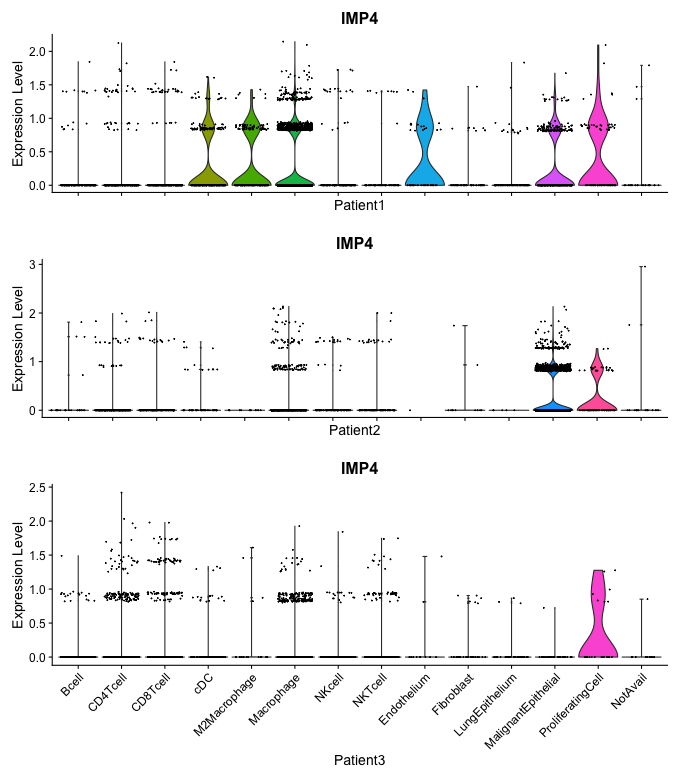 IMP4
Expression Level
2.0
1.5
1.0
0.5
0.0
Patient1
IMP4
Expression Level
3
2
1
0
Patient2
IMP4
Expression Level
2.5
2.0
1.5
1.0
0.5
0.0
Bcell
CD4Tcell
CD8Tcell
cDC
M2Macrophage
Macrophage
NKcell
NKTcell
Endothelium
Fibroblast
LungEpithelium
MalignantEpithelial
ProliferatingCell
NotAvail
Patient3